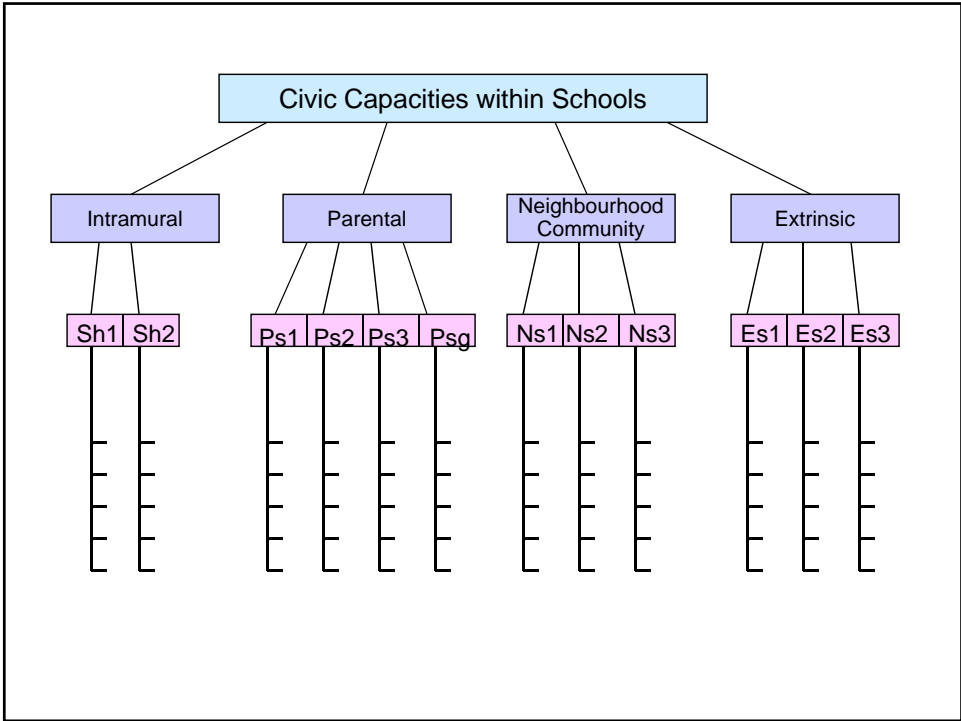 Civic Capacities within Schools
Intramural
Parental
Neighbourhood
Community
Extrinsic
Sh1 Sh2
Ps1 Ps2 Ps3 Psg
Ns1 Ns2 Ns3
Es1 Es2 Es3